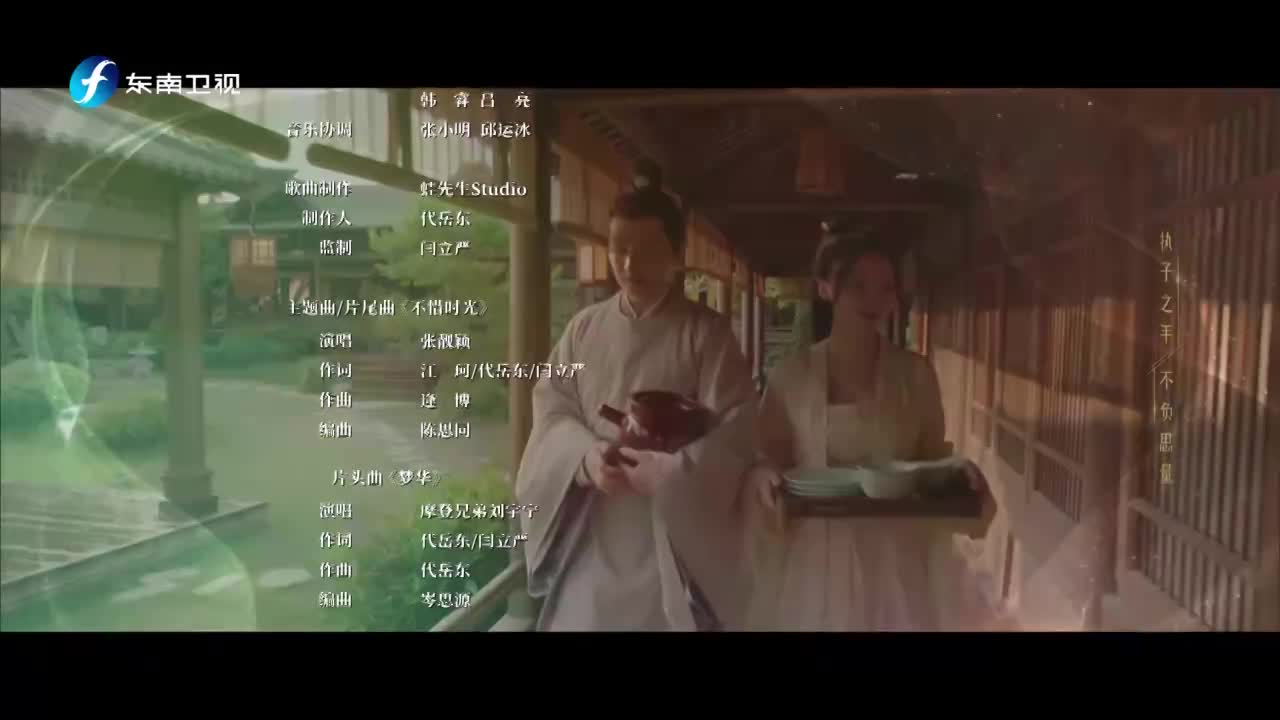 东南卫视
韩 霄 吕 亮
音乐协调 张小明 邱运冰
歌曲制作 蛙先生Studio
制作人 代岳东
监制 闫立严
主题曲/片尾曲《不惜时光》
演唱 张靓颖
作词 江 珂/代岳东/闫立严
作曲 逄 博
编曲 陈思同
片头曲《梦华》
演唱 摩登兄弟刘宇宁
作词 代岳东/闫立严
作曲 代岳东
编曲 岑思源
执子之手 不负思量